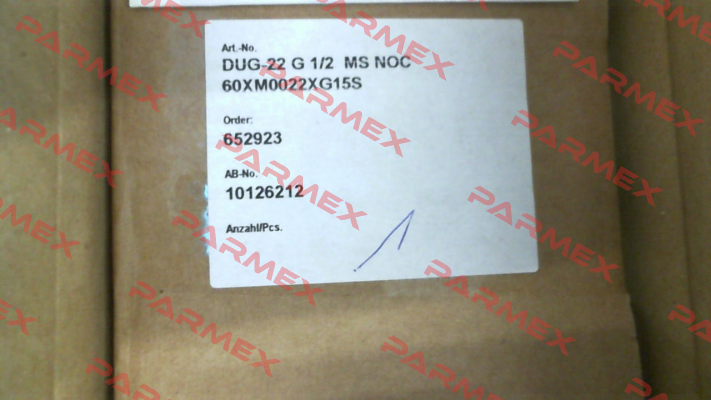 Art.-No.
DUG-22 G 1/2 MS NOC
60XM0022XG15S
Order:
652923
AB-No.
10126212
Anzahl/Pcs.
1
PARMEX